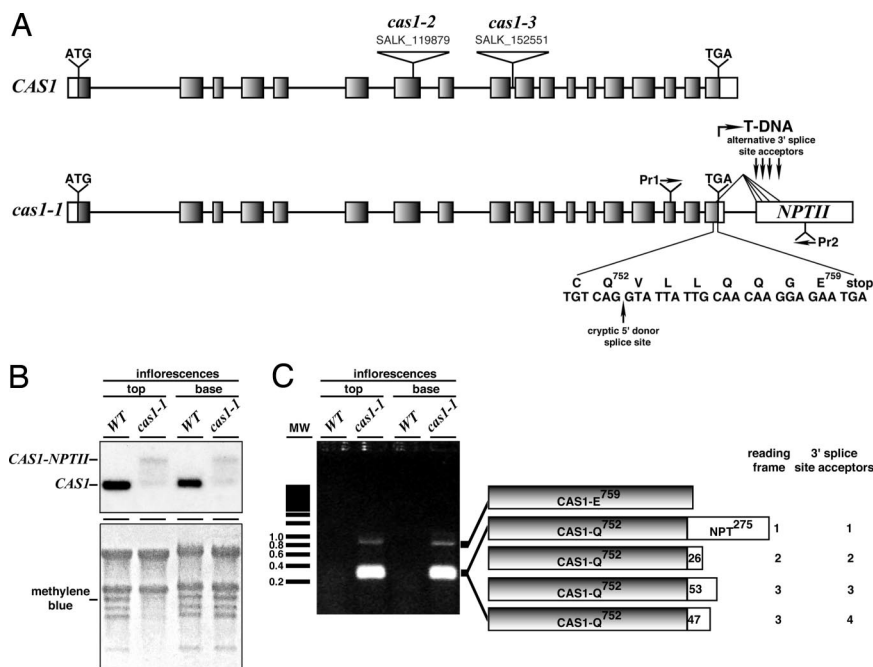 A
cas1-2
SALK_119879
cas1-3
SALK_152551
ATG
TGA
CAS1
T-DNA
alternative 3' splice
site acceptors
ATG
Pr1
TGA
cas1-1
NPTII
Pr2
C Q752 V L L Q Q G E759 stop
TGT CAG GTA TTA TTG CAA CAA GGA GAA TGA
cryptic 5' donor
splice site
B
inflorescences
top base
WT cas1-1 WT cas1-1
CAS1-NPTII
CAS1
methylene
blue
C
inflorescences
top base
MW WT cas1-1 WT cas1-1
1.0
0.8
0.6
0.4
0.2
reading
frame
3' splice
site acceptors
CAS1-E759
CAS1-Q752 NPT275 1 1
CAS1-Q752 26 2 2
CAS1-Q752 53 3 3
CAS1-Q752 47 3 4